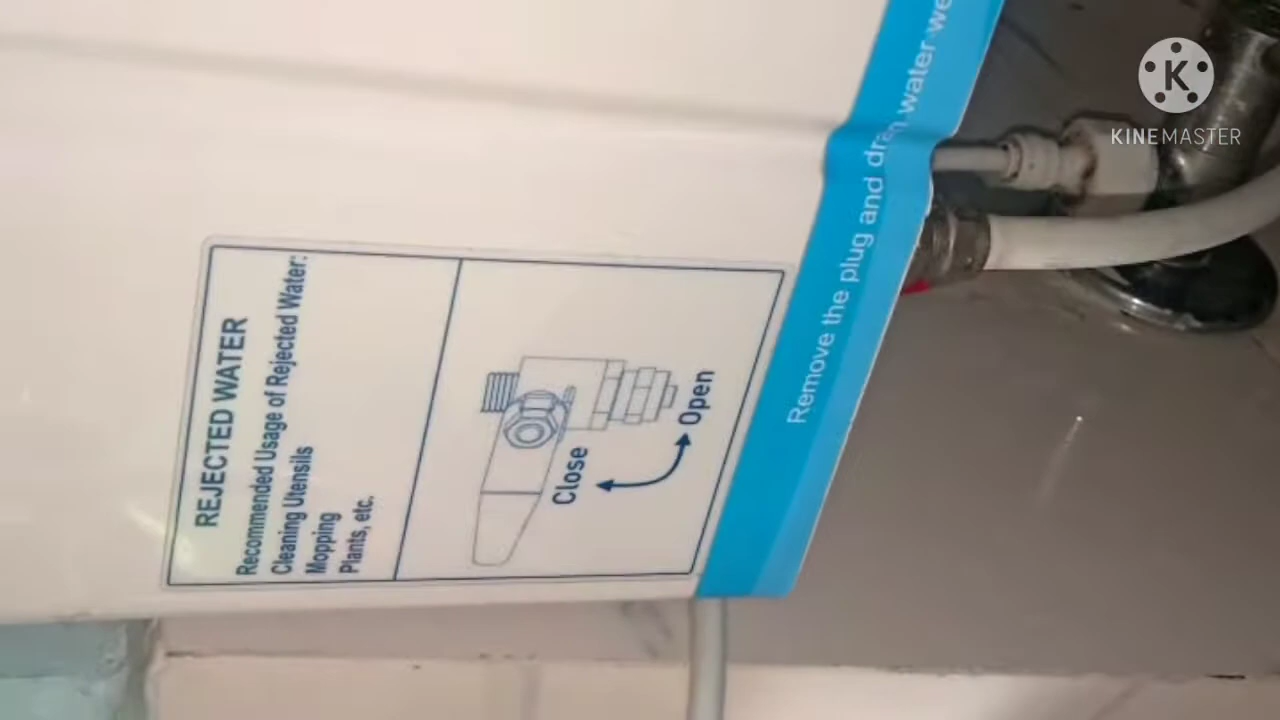 REJECTED WATER
Recommended Usage of Rejected Water:
Cleaning Utensils
Mopping
Plants, etc.
Close
Open
Remove the plug and drain water
K
KINEMASTER